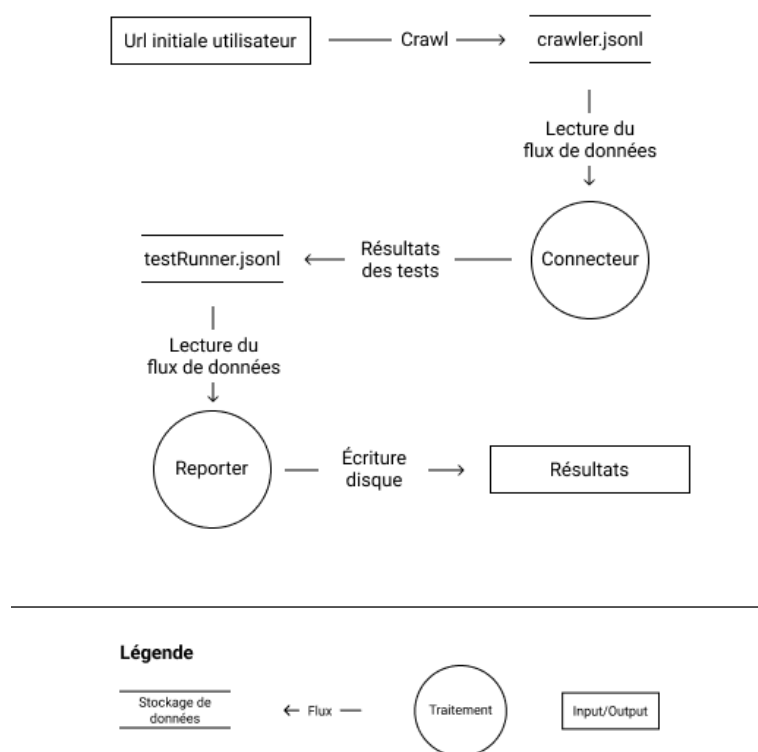 Url initiale utilisateur
Crawl
crawler.jsonl
Lecture du
flux de données
Connecteur
Résultats
des tests
testRunner.jsonl
Lecture du
flux de données
Reporter
Écriture
disque
Résultats
Légende
Stockage de
données
Flux
Traitement
Input/Output